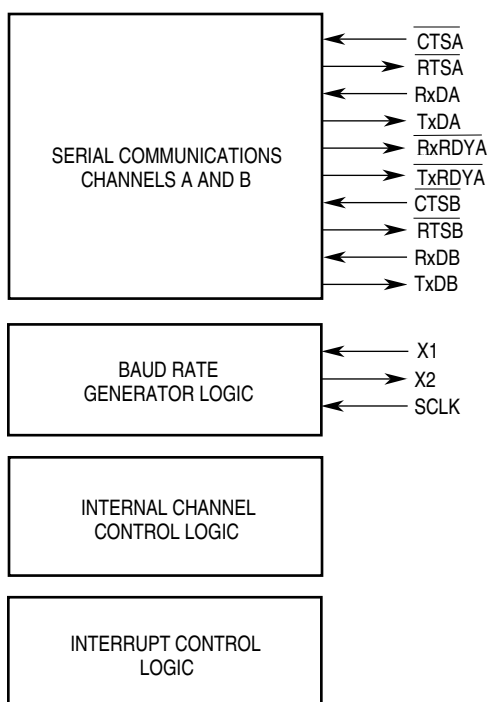 SERIAL COMMUNICATIONS
CHANNELS A AND B
CTSA
RTSA
RxDA
TxDA
RxRDYA
TxRDYA
CTSB
RTSB
RxDB
TxDB
BAUD RATE
GENERATOR LOGIC
X1
X2
SCLK
INTERNAL CHANNEL
CONTROL LOGIC
INTERRUPT CONTROL
LOGIC